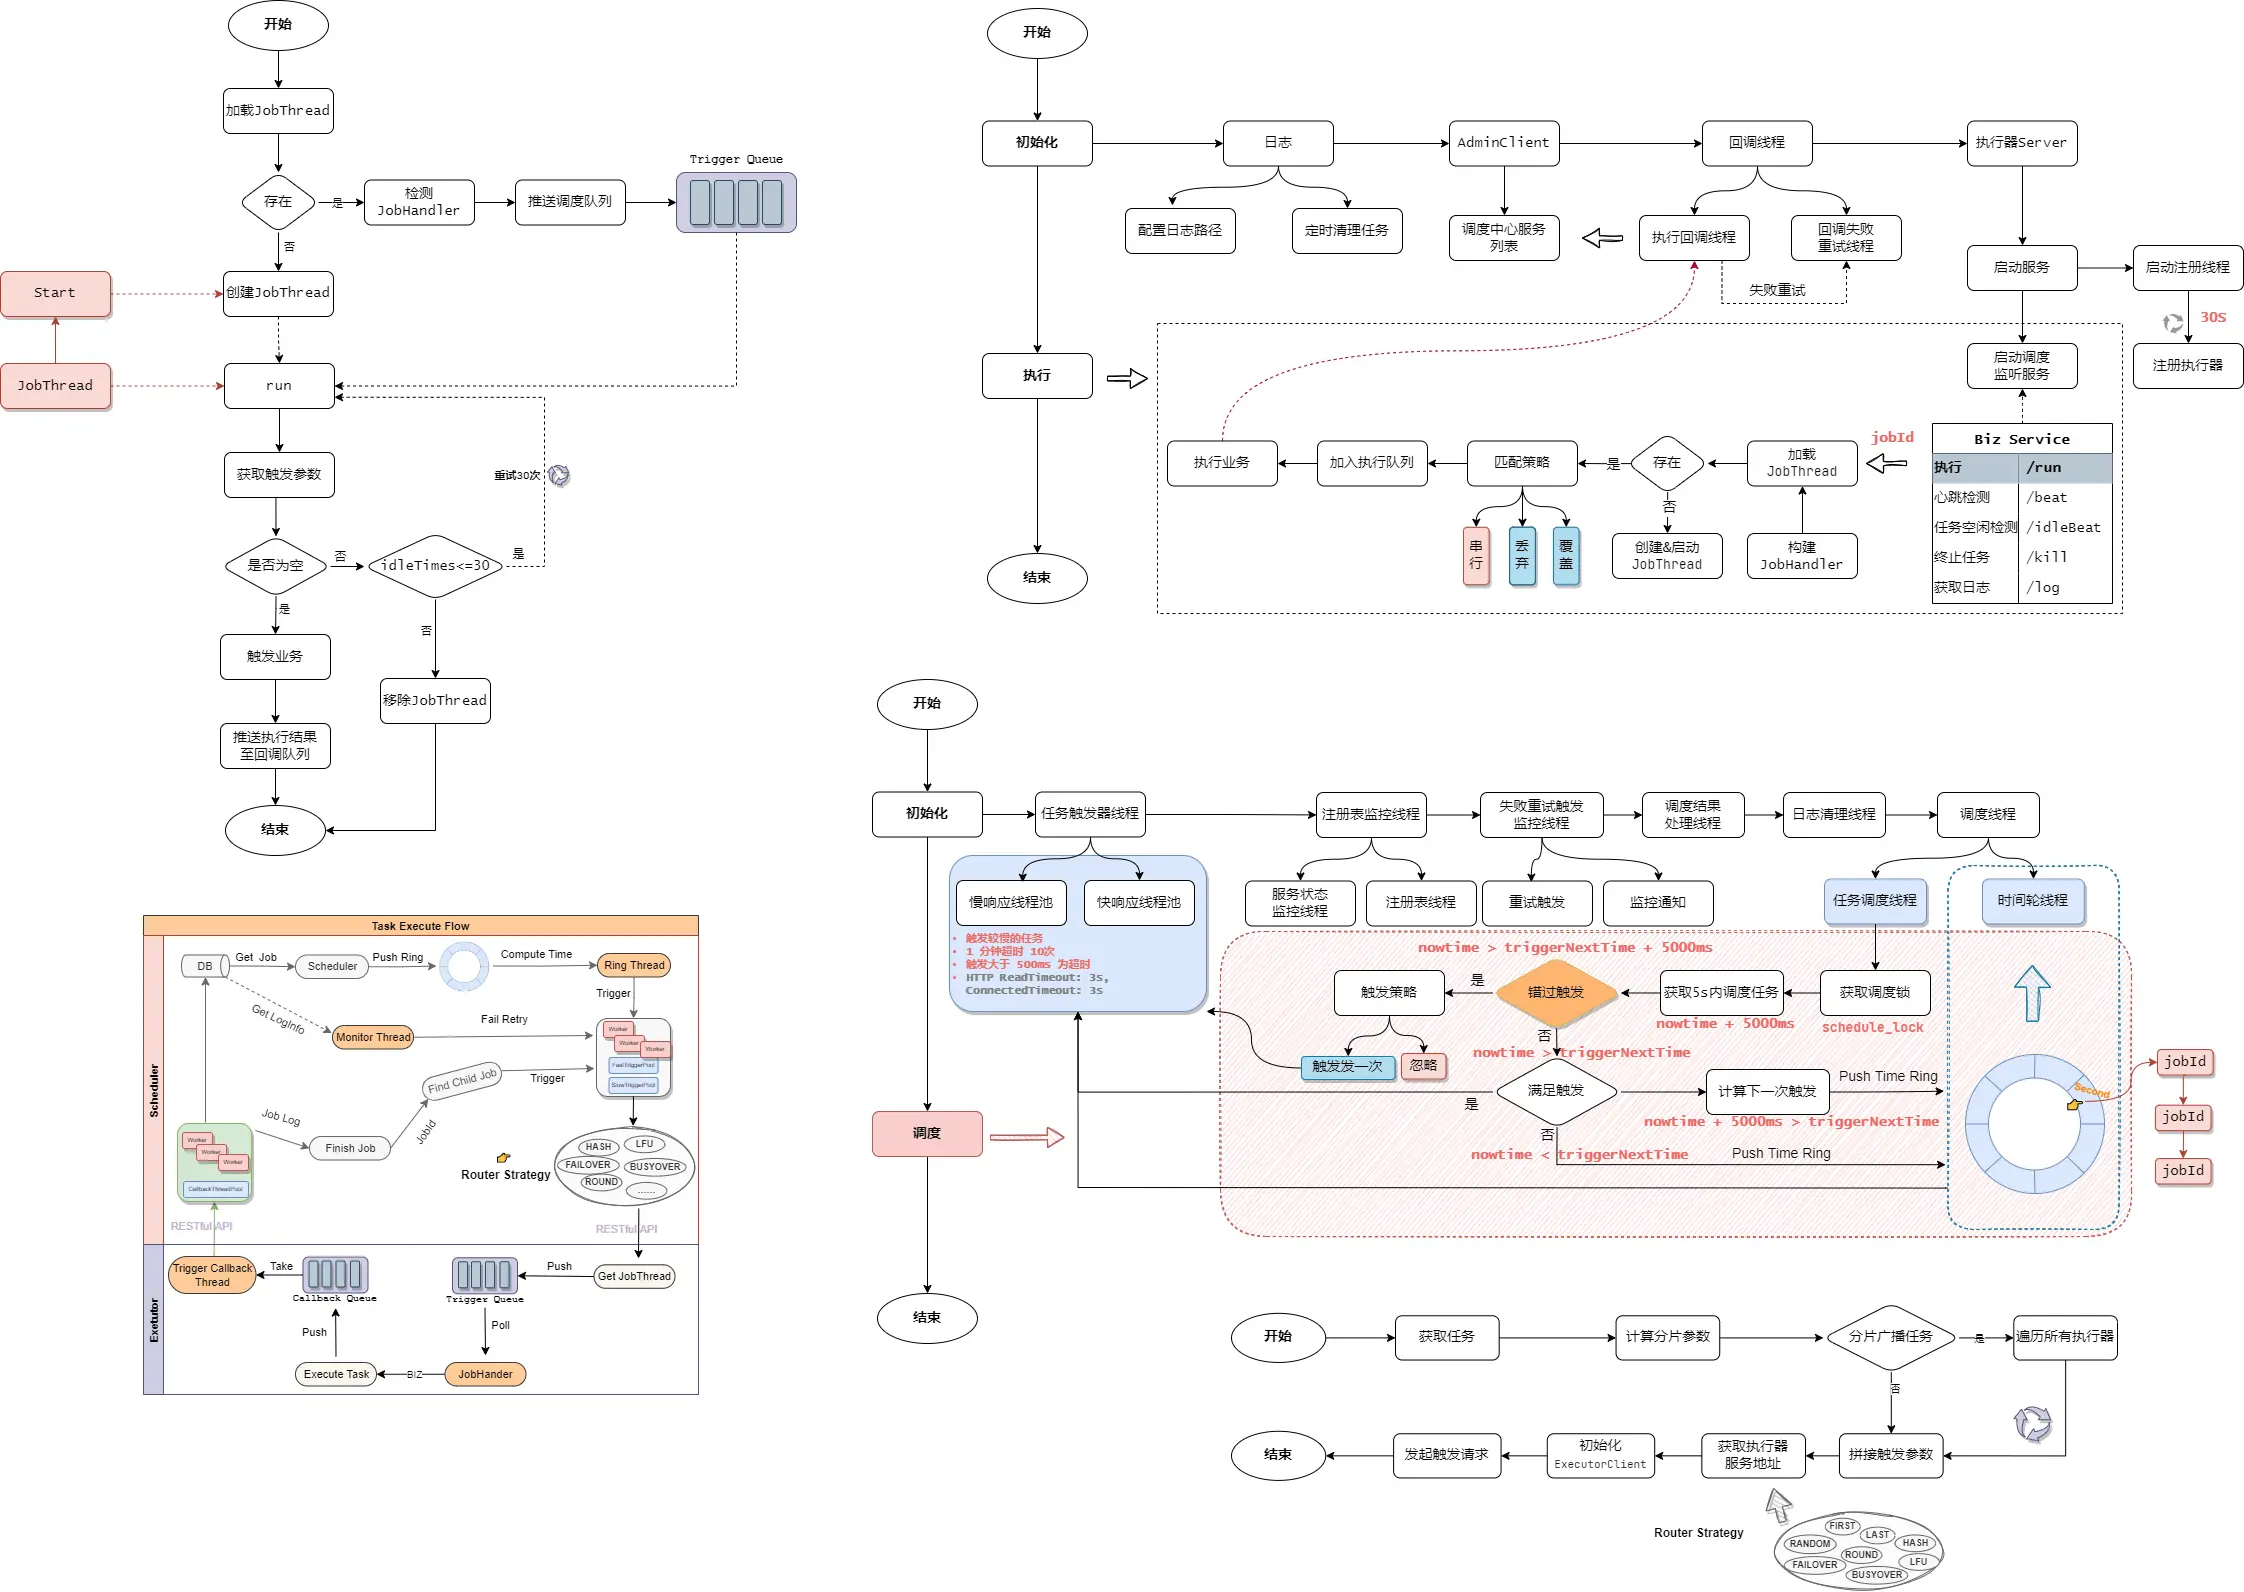 开始
加载JobThread
存在
是
检测
JobHandler
推送调度队列
Trigger Queue
否
Start
创建JobThread
JobThread
run
获取触发参数
重试30次
是否为空
否
idleTimes<=30
是
是
否
触发业务
移除JobThread
推送执行结果
至回调队列
结束
开始
初始化
日志
AdminClient
回调线程
执行器Server
配置日志路径
定时清理任务
调度中心服务
列表
执行回调线程
回调失败
重试线程
失败重试
启动服务
启动注册线程
30S
注册执行器
启动调度
监听服务
执行
结束
执行业务
加入执行队列
匹配策略
是
存在
否
加载
JobThread
jobId
串行
丢弃
覆盖
创建&启动
JobThread
构建
JobHandler
Biz Service
执行 /run
心跳检测 /beat
任务空闲检测 /idleBeat
终止任务 /kill
获取日志 /log
开始
初始化
任务触发器线程
注册表监控线程
失败重试触发
监控线程
调度结果
处理线程
日志清理线程
调度线程
慢响应线程池
快响应线程池
• 触发较慢的任务
• 1 分钟超时 10次
• 触发大于 500ms 为超时
• HTTP ReadTimeout: 3s,
ConnectedTimeout: 3s
服务状态
监控线程
注册表线程
重试触发
监控通知
任务调度线程
时间轮线程
nowtime > triggerNextTime + 5000ms
触发策略
是
错过触发
获取5s内调度任务
获取调度锁
nowtime + 5000ms
schedule_lock
否
触发发一次
忽略
nowtime > triggerNextTime
满足触发
是
计算下一次触发
Push Time Ring
nowtime + 5000ms > triggerNextTime
否
nowtime < triggerNextTime
Push Time Ring
Second
jobId
jobId
jobId
调度
结束
Task Execute Flow
Scheduler
DB
Get Job
Scheduler
Push Ring
Compute Time
Ring Thread
Trigger
Get LogInfo
Monitor Thread
Fail Retry
Worker
Worker
Worker
FastTriggerPool
SlowTriggerPool
Find Child Job
Trigger
Job Log
Finish Job
JobId
Worker
Worker
Worker
CallbackThreadPool
Router Strategy
HASH
LFU
FAILOVER
BUSYOVER
ROUND
......
RESTful API
RESTful API
Exetutor
Trigger Callback
Thread
Take
Callback Queue
Trigger Queue
Push
Get JobThread
Push
Poll
Execute Task
BIZ
JobHander
开始
获取任务
计算分片参数
分片广播任务
是
遍历所有执行器
否
结束
发起触发请求
初始化
ExecutorClient
获取执行器
服务地址
拼接触发参数
Router Strategy
FIRST
LAST
RANDOM
HASH
ROUND
FAILOVER
LFU
BUSYOVER